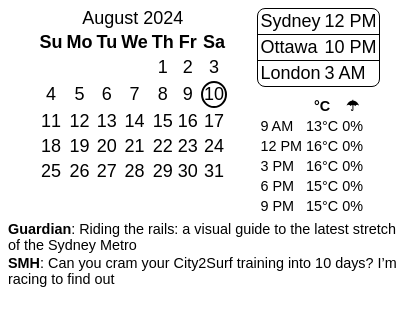 August 2024
Su Mo Tu We Th Fr Sa
1 2 3
4 5 6 7 8 9 10
11 12 13 14 15 16 17
18 19 20 21 22 23 24
25 26 27 28 29 30 31
Sydney 12 PM
Ottawa 10 PM
London 3 AM
°C ☂
9 AM 13°C 0%
12 PM 16°C 0%
3 PM 16°C 0%
6 PM 15°C 0%
9 PM 15°C 0%
Guardian: Riding the rails: a visual guide to the latest stretch
of the Sydney Metro
SMH: Can you cram your City2Surf training into 10 days? I’m
racing to find out